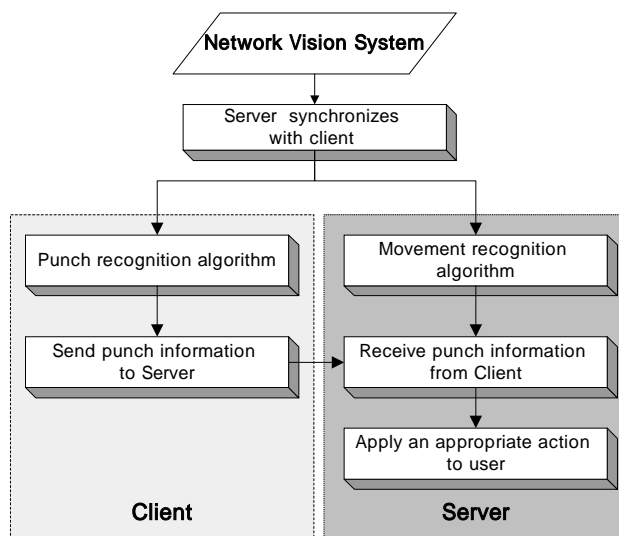 Network Vision System
Server synchronizes
with client
Punch recognition algorithm
Movement recognition
algorithm
Send punch information
to Server
Receive punch information
from Client
Apply an appropriate action
to user
Client
Server